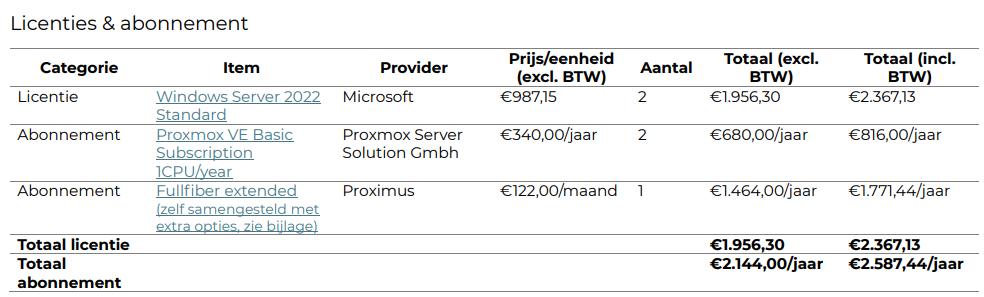 Licenties & abonnement
Categorie Item Provider Prijs/eenheid (excl. BTW) Aantal Totaal (excl. BTW) Totaal (incl. BTW)
Licentie Windows Server 2022 Standard Microsoft €987,15 2 €1.956,30 €2.367,13
Abonnement Proxmox VE Basic Subscription 1CPU/year Proxmox Server Solution Gmbh €340,00/jaar 2 €680,00/jaar €816,00/jaar
Abonnement Fullfiber extended (zelf samengesteld met extra opties, zie bijlage) Proximus €122,00/maand 1 €1.464,00/jaar €1.771,44/jaar
Totaal licentie €1.956,30 €2.367,13
Totaal abonnement €2.144,00/jaar €2.587,44/jaar